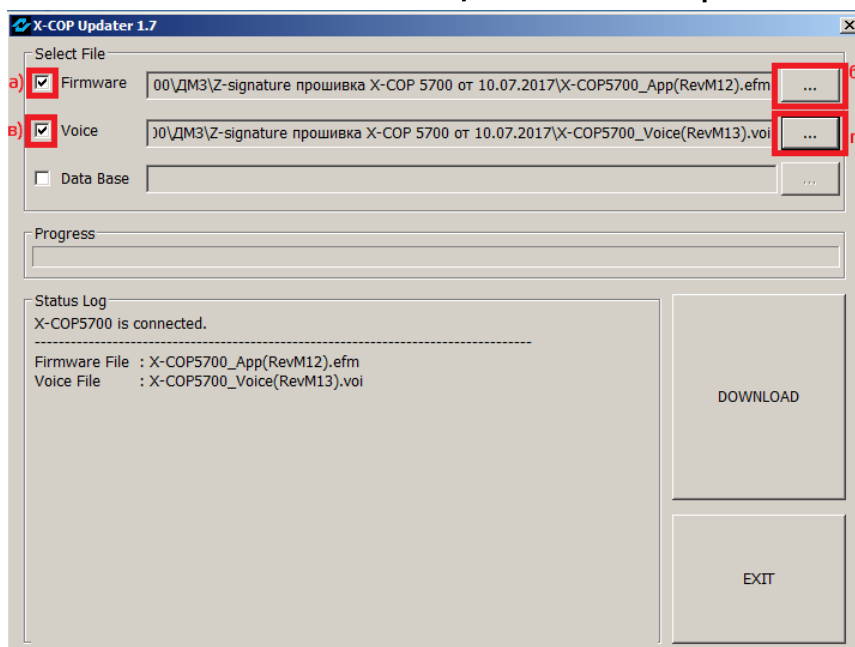 X-COP Updater 1.7
Select File
а) Firmware 00\ДМЗ\Z-signature прошивка X-COP 5700 от 10.07.2017\X-COP5700_App(RevM12).efm ...
в) Voice 00\ДМЗ\Z-signature прошивка X-COP 5700 от 10.07.2017\X-COP5700_Voice(RevM13).voi ...
Data Base ...
Progress
Status Log
X-COP5700 is connected.
--------------------------------------------------------------------------
Firmware File : X-COP5700_App(RevM12).efm
Voice File : X-COP5700_Voice(RevM13).voi
DOWNLOAD
EXIT